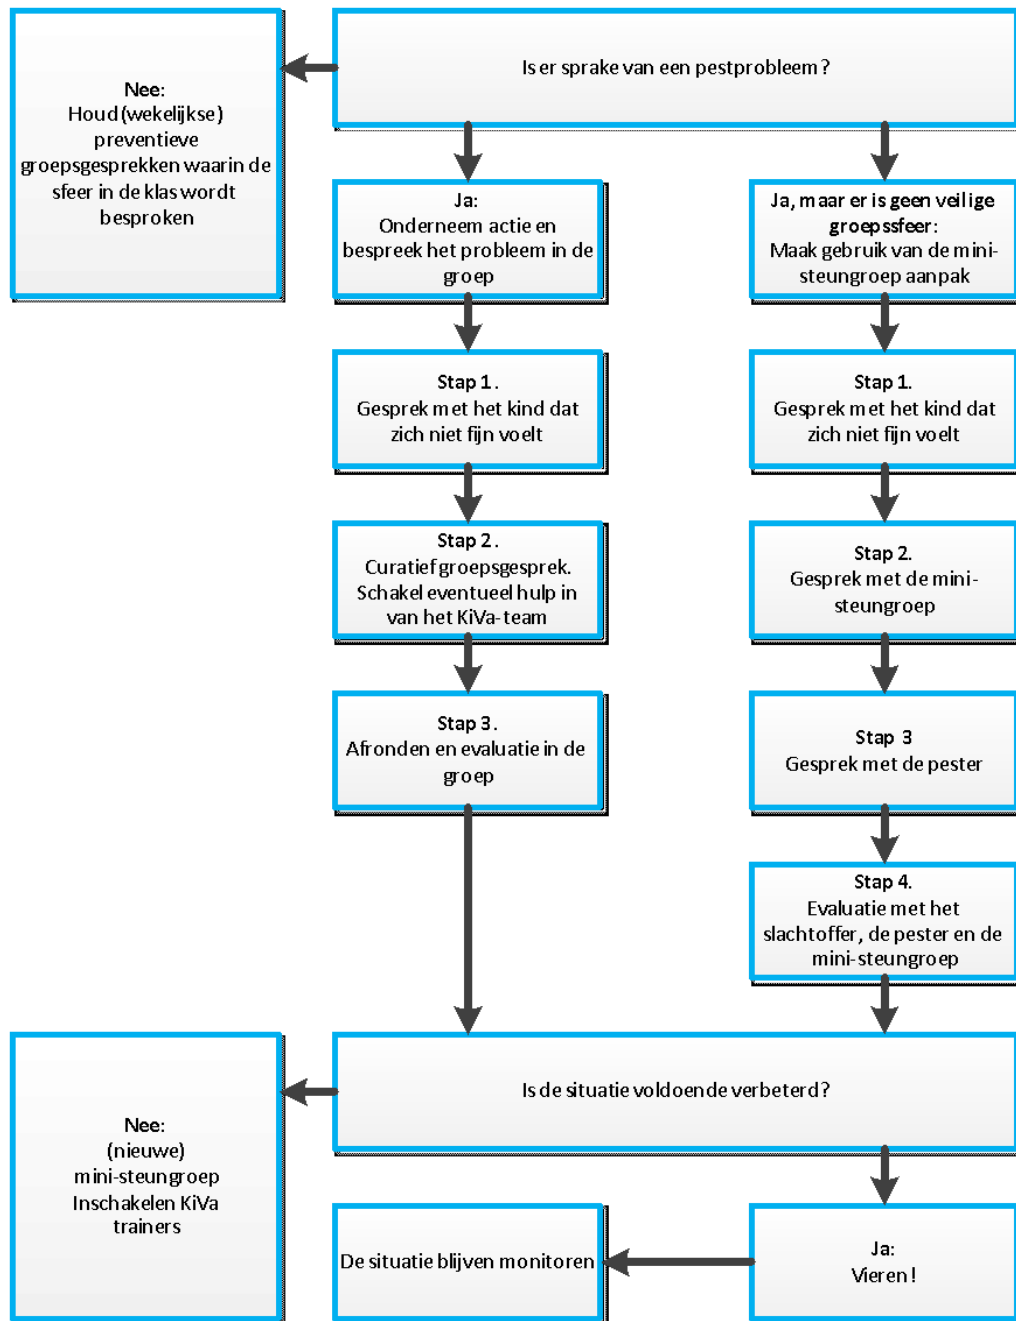 Is er sprake van een pestprobleem?
Nee:
Houd (wekelijkse)
preventieve
groepsgesprekken waarin de
sfeer in de klas wordt
besproken
Ja:
Onderneem actie en
bespreek het probleem in de
groep
Ja, maar er is geen veilige
groepssfeer:
Maak gebruik van de mini-
steungroep aanpak
Stap 1.
Gesprek met het kind dat
zich niet fijn voelt
Stap 1.
Gesprek met het kind dat
zich niet fijn voelt
Stap 2.
Curatief groepsgesprek.
Schakel eventueel hulp in
van het KiVa-team
Stap 2.
Gesprek met de mini-
steungroep
Stap 3.
Afronden en evaluatie in de
groep
Stap 3
Gesprek met de pester
Stap 4.
Evaluatie met het
slachtoffer, de pester en de
mini-steungroep
Is de situatie voldoende verbeterd?
Nee:
(nieuwe)
mini-steungroep
Inschakelen KiVa
trainers
De situatie blijven monitoren
Ja:
Vieren!